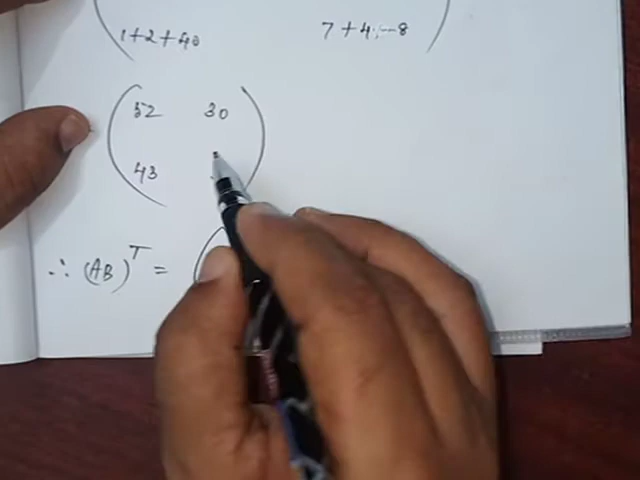 1+2+40 7+4-8
52 30
43
∴ (AB)ᵀ =